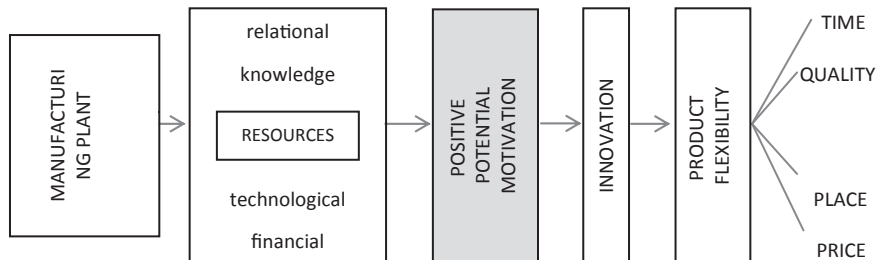 MANUFACTURI
NG PLANT
relational
knowledge
RESOURCES
technological
financial
POSITIVE
POTENTIAL
MOTIVATION
INNOVATION
PRODUCT
FLEXIBILITY
TIME
QUALITY
PLACE
PRICE